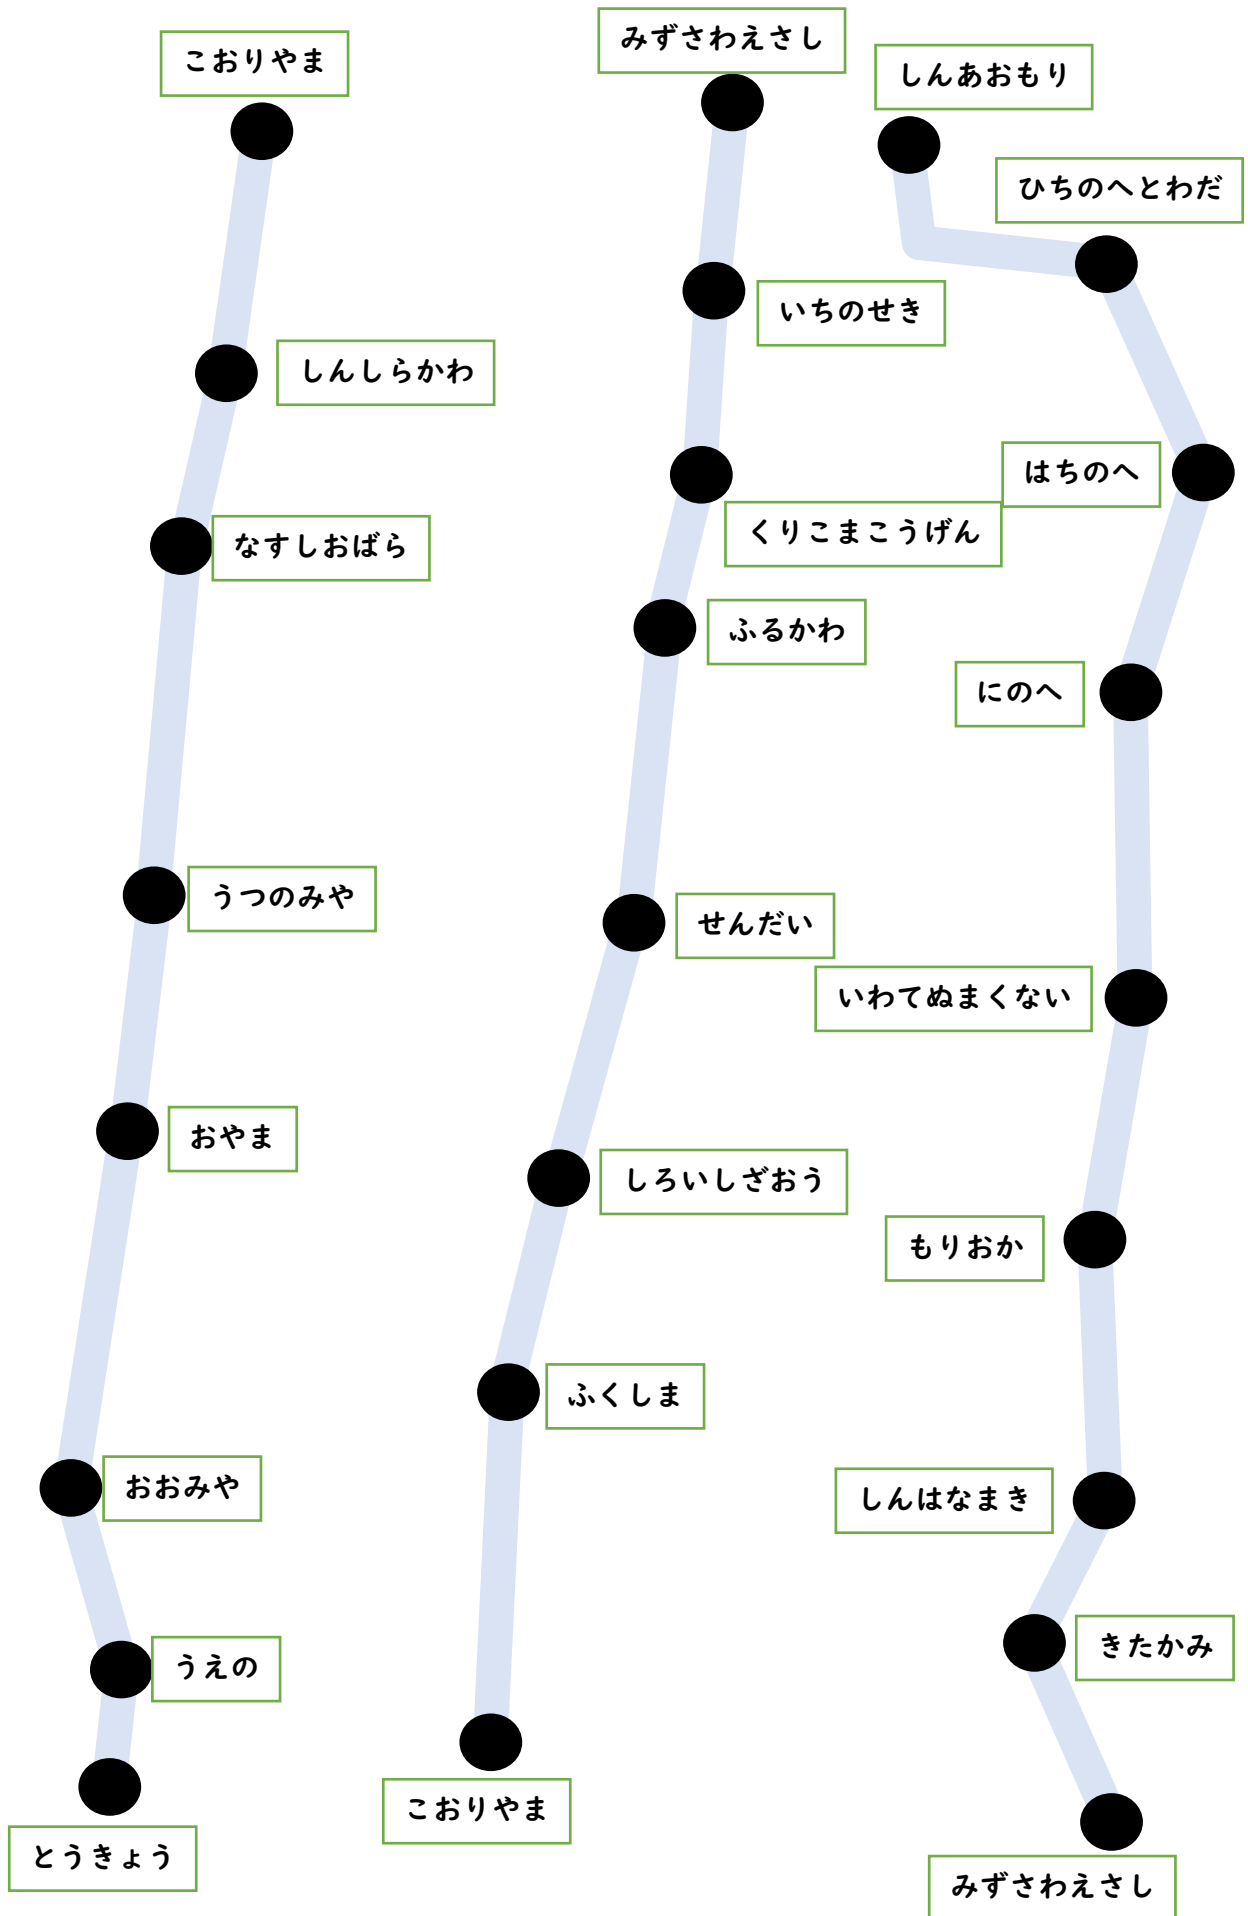 こおりやま
しんしらかわ
なすしおばら
うつのみや
おやま
おおみや
うえの
とうきょう
みずさわえさし
いちのせき
くりこまこうげん
ふるかわ
せんだい
しろいしざおう
ふくしま
こおりやま
しんあおもり
ひちのへとわだ
はちのへ
にのへ
いわてぬまくない
もりおか
しんはなまき
きたかみ
みずさわえさし